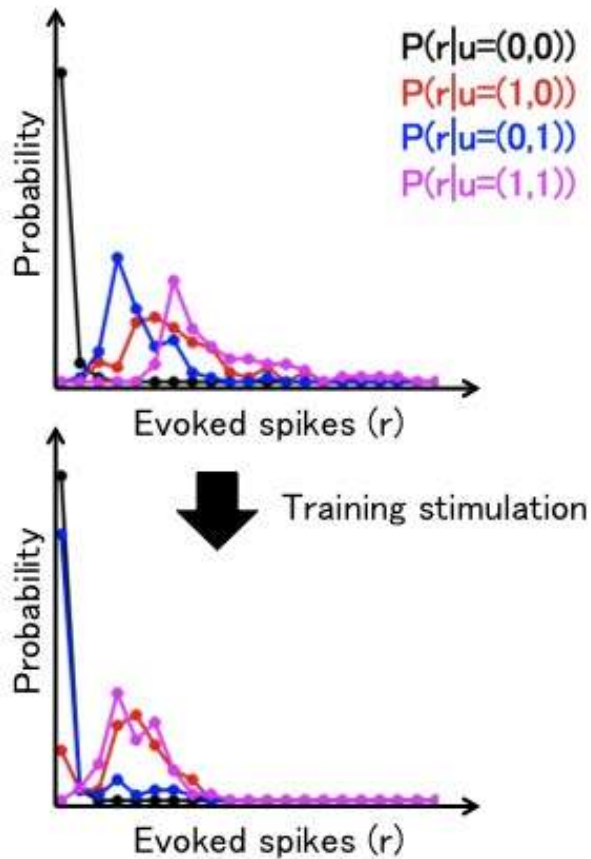 P(r|u=(0,0))
P(r|u=(1,0))
P(r|u=(0,1))
P(r|u=(1,1))
Probability
Evoked spikes (r)
Training stimulation
Probability
Evoked spikes (r)